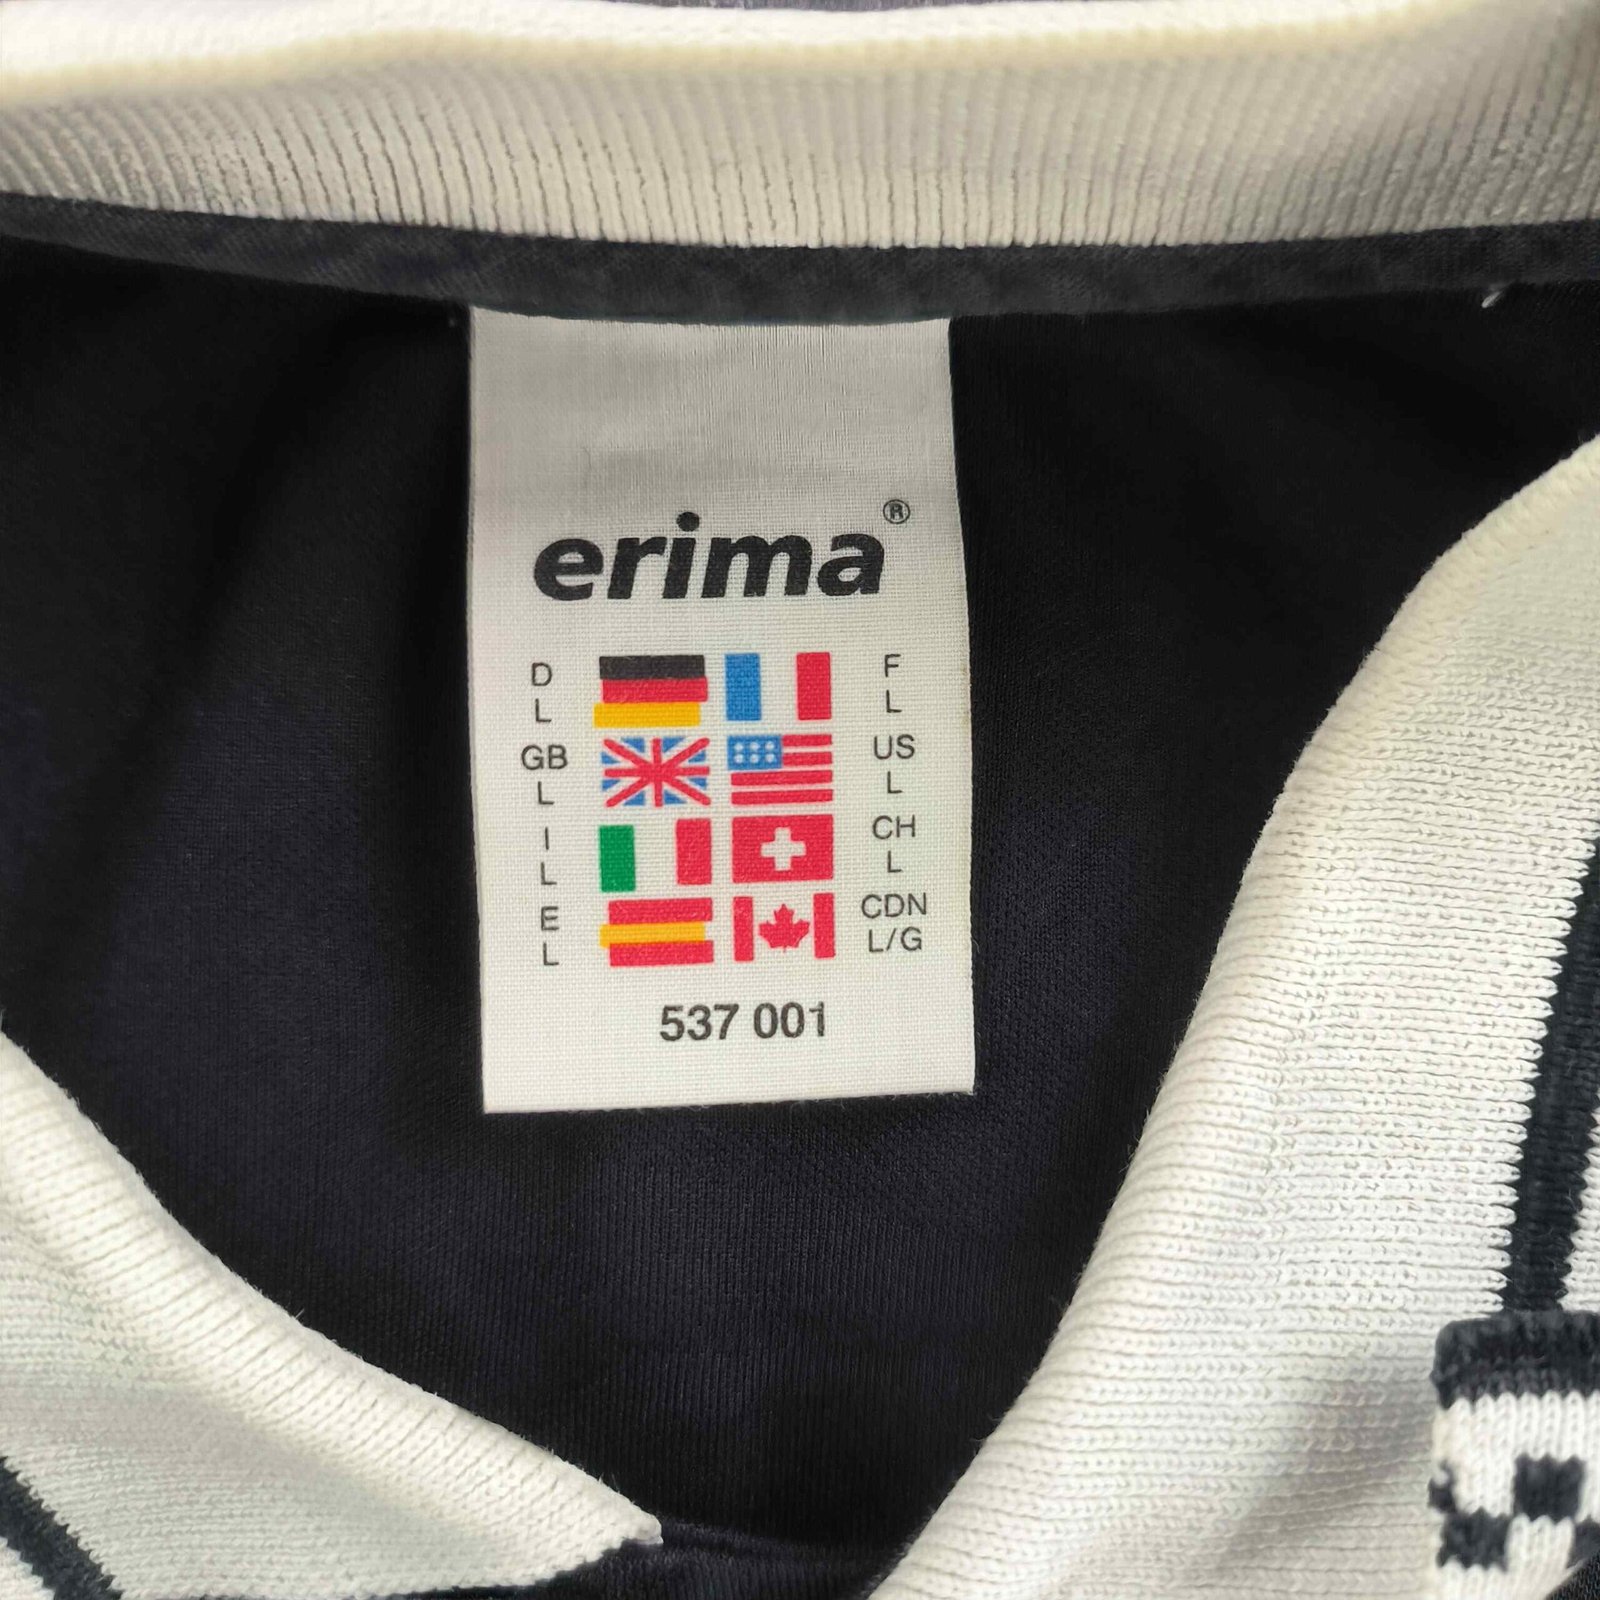 erima®
D F
L L
GB US
L L
I CH
L L
E CDN
L L/G
537 001